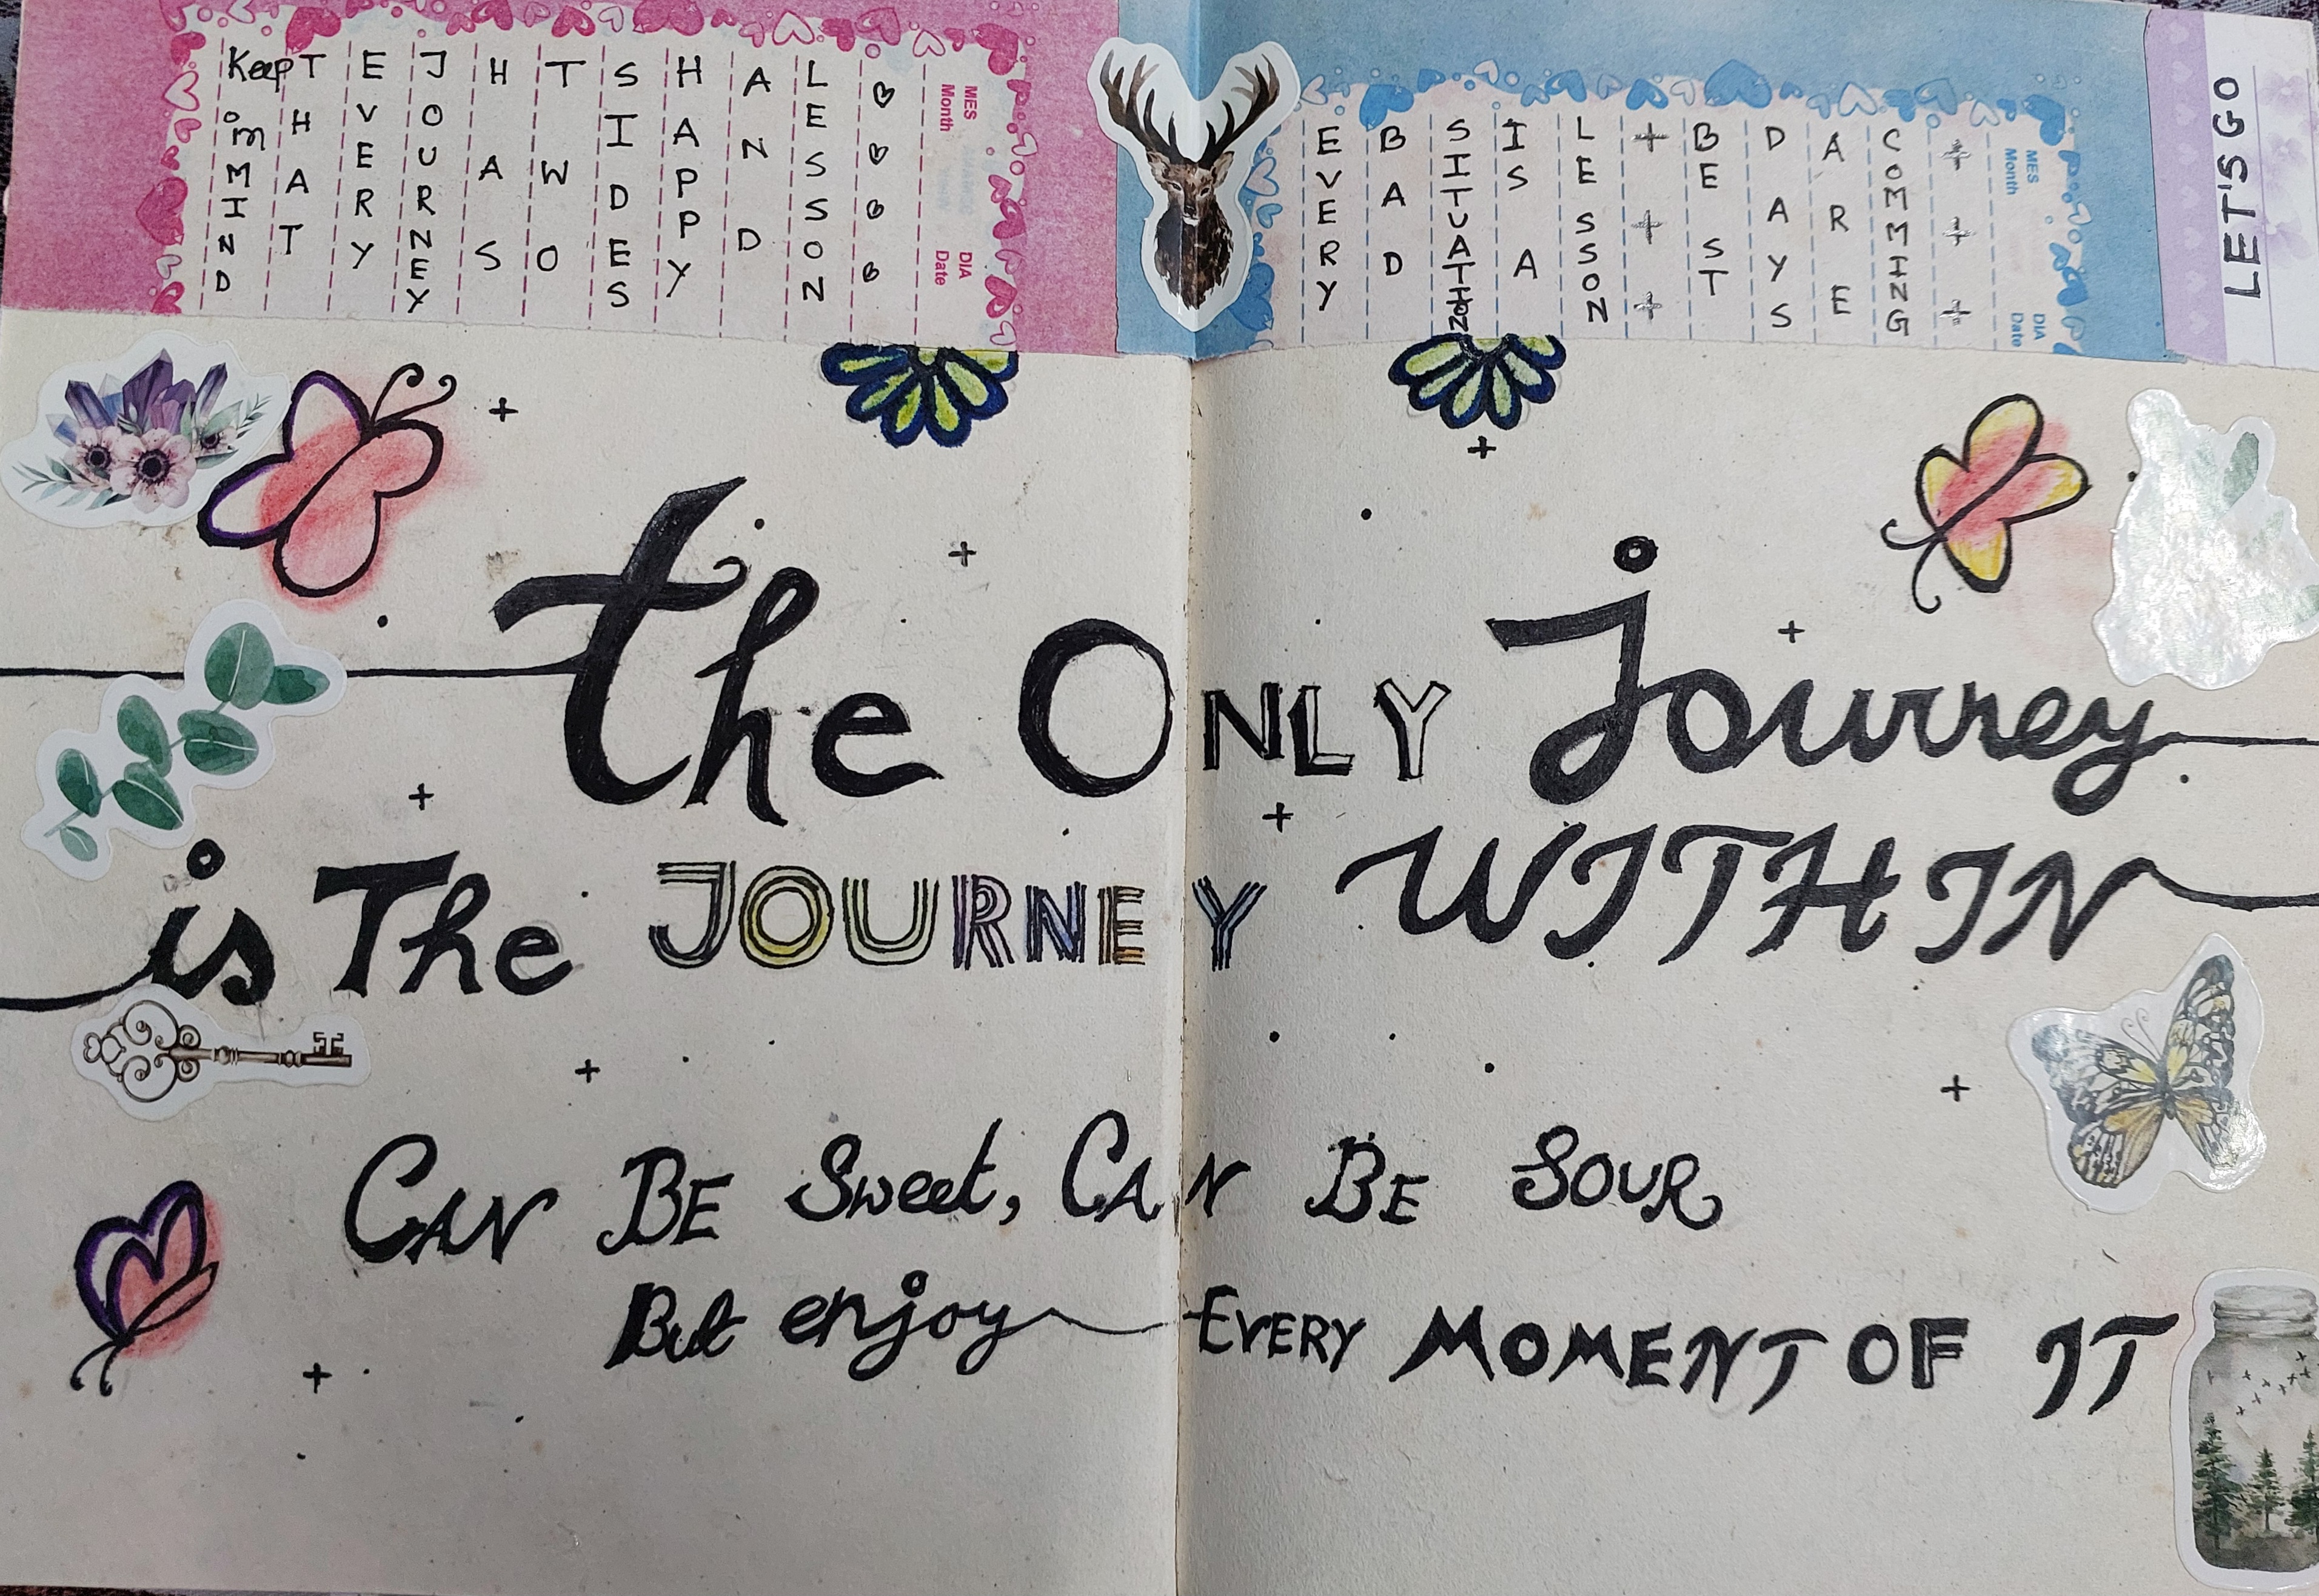 Keep in MIND THAT EVERY JOURNEY HAS TWO SIDES HAPPY AND LESSON
MES
Month
DIA
Date
EVERY BAD SITUATION IS A LESSON + + + BEST DAYS ARE COMMING + + +
MES
Month
DIA
Date
LET'S GO
the ONLY Journey
is The JOURNEY WITHIN
CAN BE Sweet, CAN BE SOUR
But enjoy EVERY MOMENT OF IT